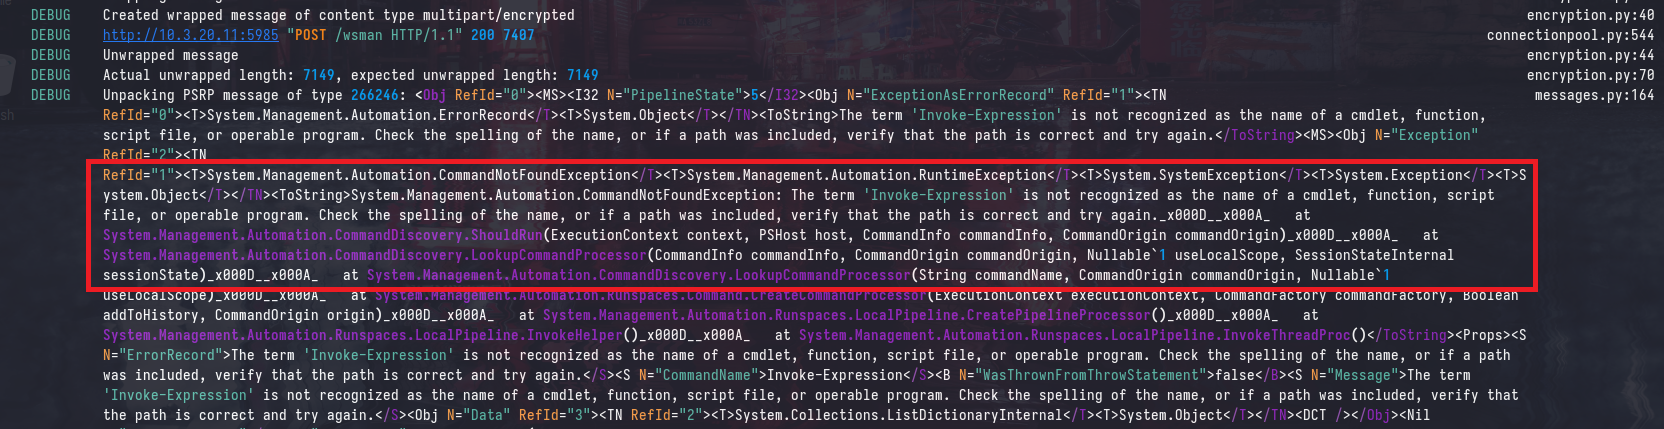 DEBUG Created wrapped message of content type multipart/encrypted encryption.py:40
DEBUG http://10.3.20.11:5985 "POST /wsman HTTP/1.1" 200 7407 connectionpool.py:544
DEBUG Unwrapped message encryption.py:44
DEBUG Actual unwrapped length: 7149, expected unwrapped length: 7149 encryption.py:70
DEBUG Unpacking PSRP message of type 266246: <Obj RefId="0"><MS><I32 N="PipelineState">5</I32><Obj N="ExceptionAsErrorRecord" RefId="1"><TN messages.py:164
RefId="0"><T>System.Management.Automation.ErrorRecord</T><T>System.Object</T></TN><ToString>The term 'Invoke-Expression' is not recognized as the name of a cmdlet, function,
script file, or operable program. Check the spelling of the name, or if a path was included, verify that the path is correct and try again.</ToString><MS><Obj N="Exception"
RefId="2"><TN
RefId="1"><T>System.Management.Automation.CommandNotFoundException</T><T>System.Management.Automation.RuntimeException</T><T>System.SystemException</T><T>System.Exception</T><T>S
ystem.Object</T></TN><ToString>System.Management.Automation.CommandNotFoundException: The term 'Invoke-Expression' is not recognized as the name of a cmdlet, function, script
file, or operable program. Check the spelling of the name, or if a path was included, verify that the path is correct and try again._x000D__x000A_   at
System.Management.Automation.CommandDiscovery.ShouldRun(ExecutionContext context, PSHost host, CommandInfo commandInfo, CommandOrigin commandOrigin)_x000D__x000A_   at
System.Management.Automation.CommandDiscovery.LookupCommandProcessor(CommandInfo commandInfo, CommandOrigin commandOrigin, Nullable`1 useLocalScope, SessionStateInternal
sessionState)_x000D__x000A_   at System.Management.Automation.CommandDiscovery.LookupCommandProcessor(String commandName, CommandOrigin commandOrigin, Nullable`1
useLocalScope)_x000D__x000A_   at System.Management.Automation.Runspaces.Command.CreateCommandProcessor(ExecutionContext executionContext, CommandFactory commandFactory, Boolean
addToHistory, CommandOrigin origin)_x000D__x000A_   at System.Management.Automation.Runspaces.LocalPipeline.CreatePipelineProcessor()_x000D__x000A_   at
System.Management.Automation.Runspaces.LocalPipeline.InvokeHelper()_x000D__x000A_   at System.Management.Automation.Runspaces.LocalPipeline.InvokeThreadProc()</ToString><Props><S
N="ErrorRecord">The term 'Invoke-Expression' is not recognized as the name of a cmdlet, function, script file, or operable program. Check the spelling of the name, or if a path
was included, verify that the path is correct and try again.</S><S N="CommandName">Invoke-Expression</S><B N="WasThrownFromThrowStatement">false</B><S N="Message">The term
'Invoke-Expression' is not recognized as the name of a cmdlet, function, script file, or operable program. Check the spelling of the name, or if a path was included, verify that
the path is correct and try again.</S><Obj N="Data" RefId="3"><TN RefId="2"><T>System.Collections.ListDictionaryInternal</T><T>System.Object</T></TN><DCT /></Obj><Nil